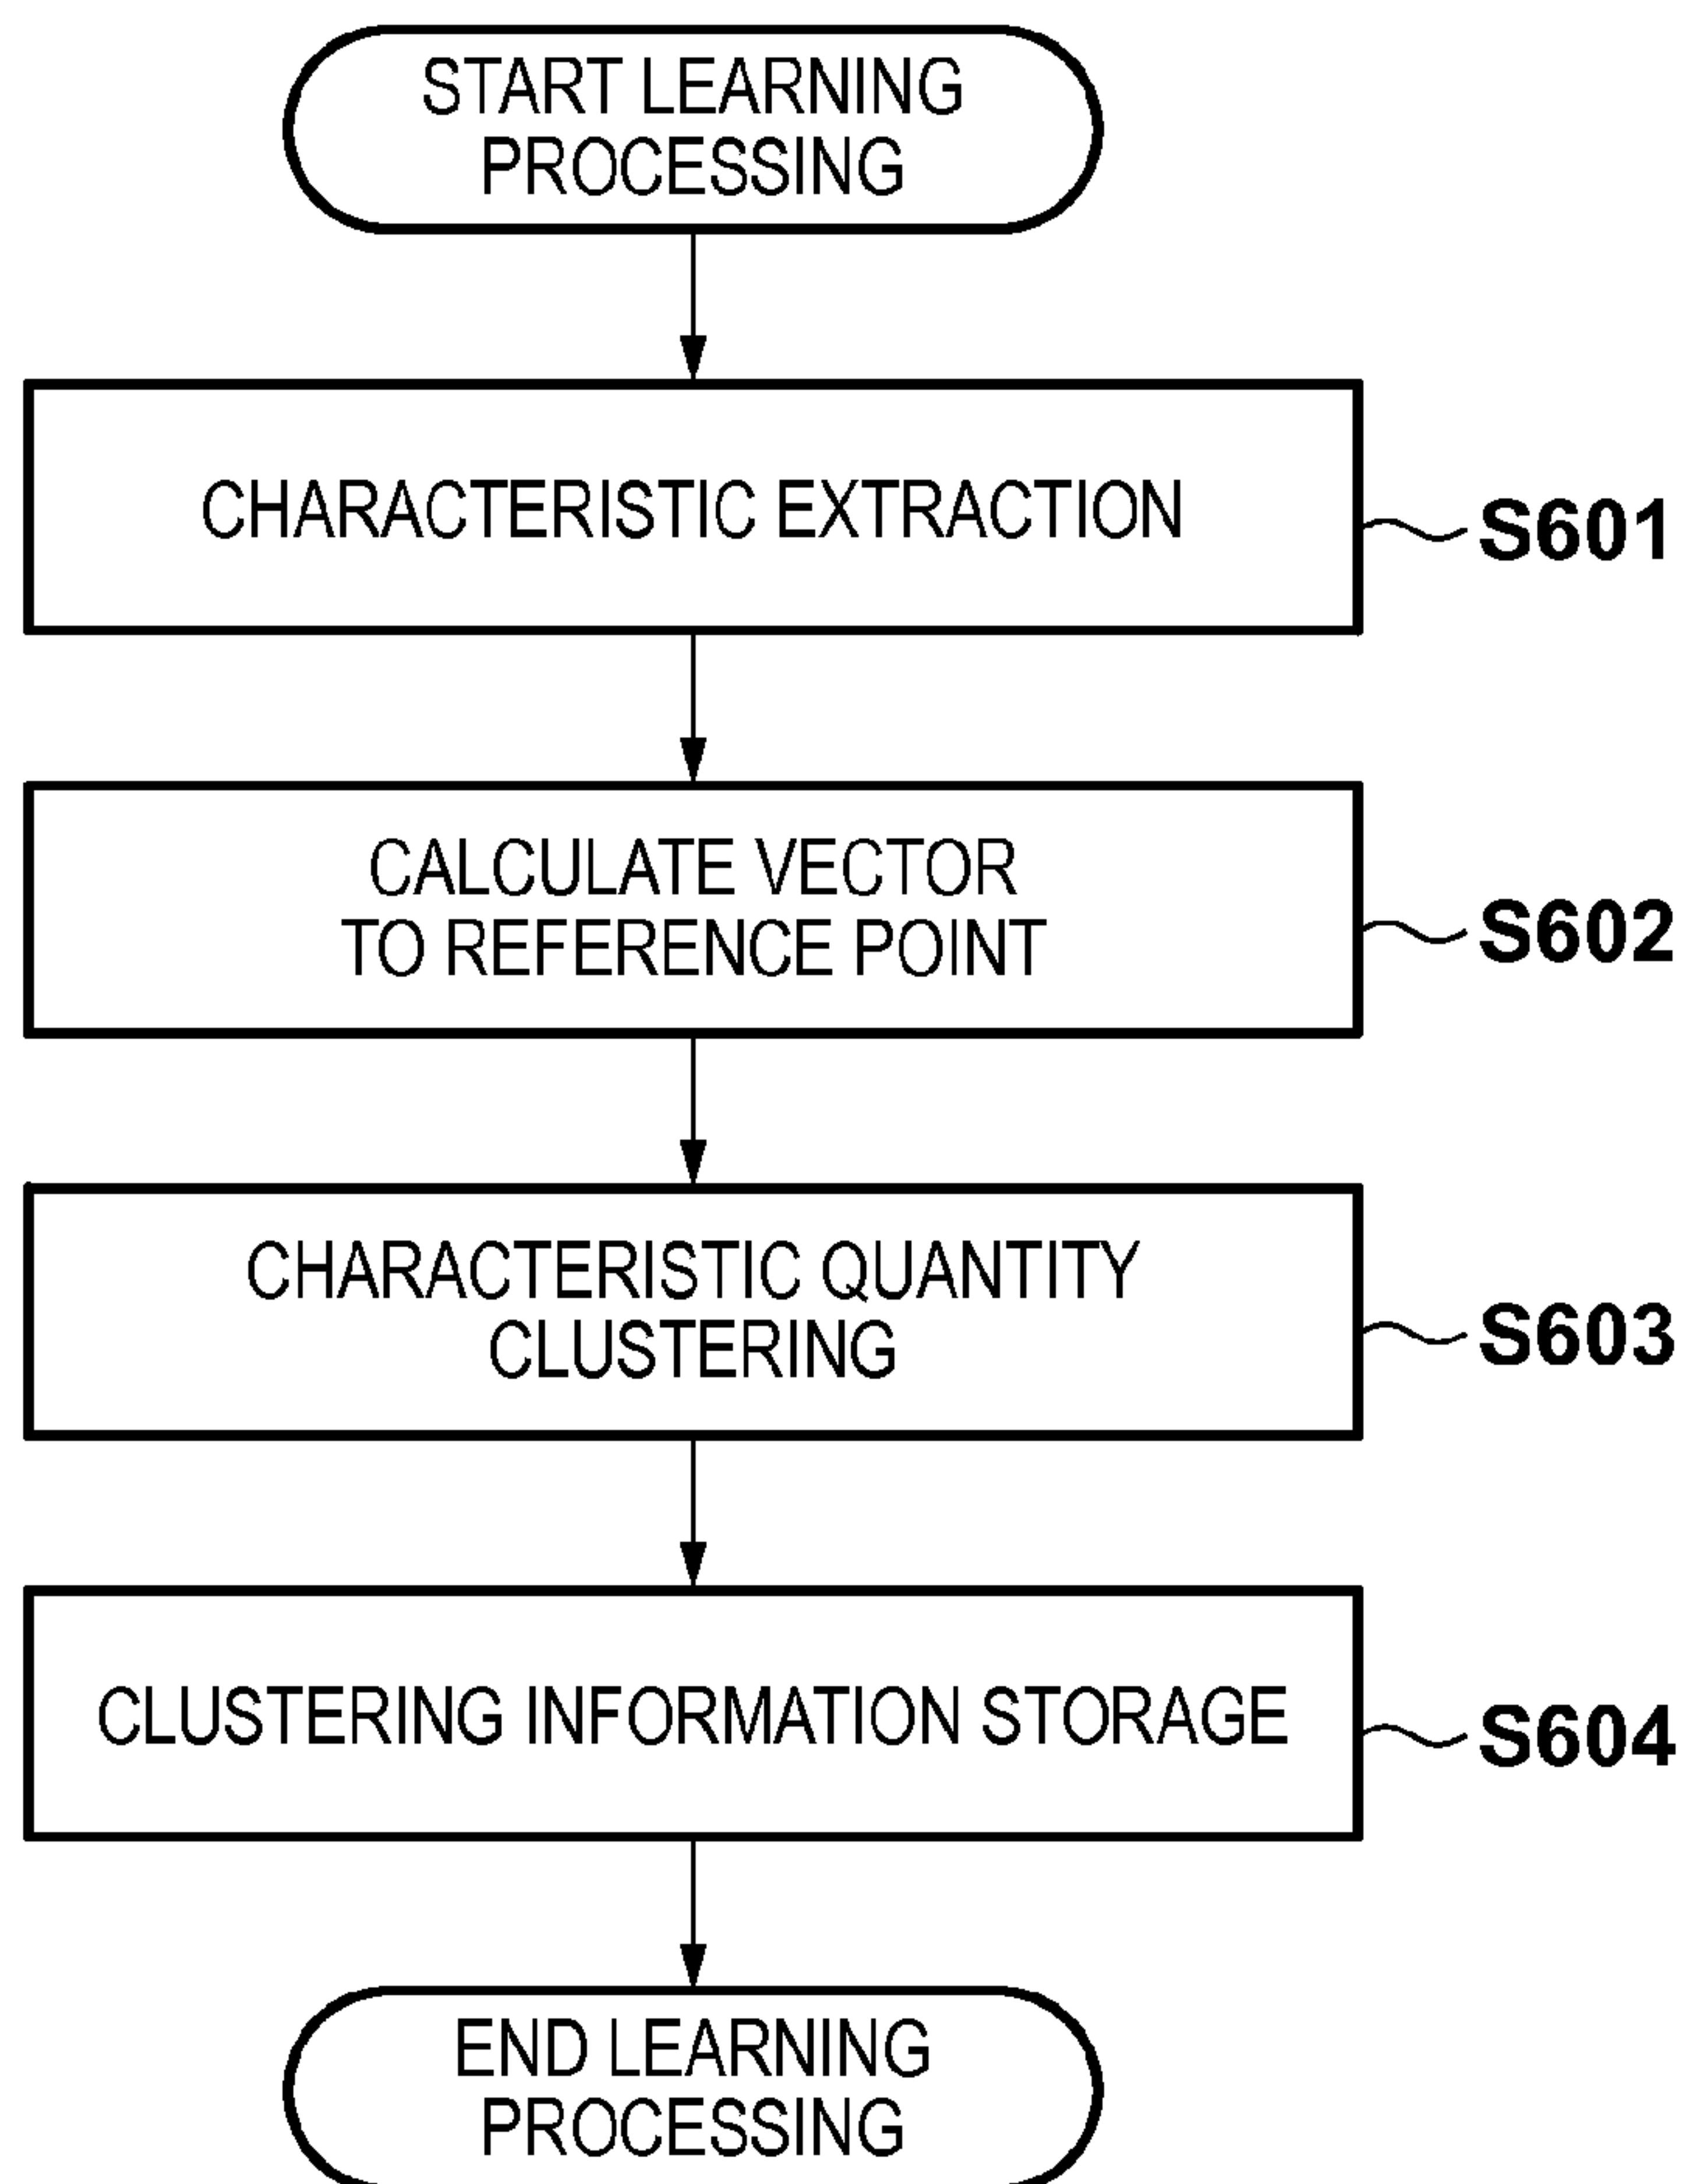 START LEARNING
PROCESSING
CHARACTERISTIC EXTRACTION
S601
CALCULATE VECTOR
TO REFERENCE POINT
S602
CHARACTERISTIC QUANTITY
CLUSTERING
S603
CLUSTERING INFORMATION STORAGE
S604
END LEARNING
PROCESSING